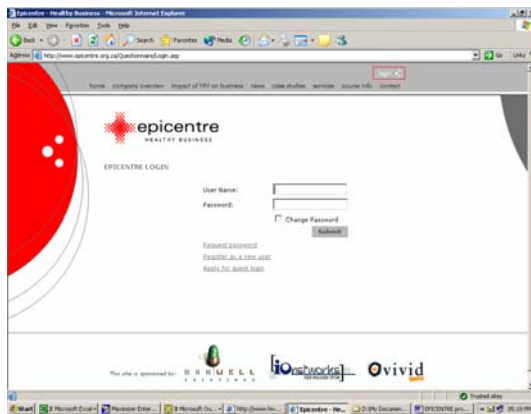 Epicentre - Healthy Business - Microsoft Internet Explorer
File Edit View Favorites Tools Help
Back Search Favorites Media
Address http://www.epicentre.org.za/Questionnaire/Login.asp Go Links
login
home company overview impact of HIV on business news case studies services course info contact
epicentre
HEALTHY BUSINESS
EPICENTRE LOGIN
User Name:
Password:
Change Password
Submit
Request password
Register as a new user
Apply for guest login
This site is sponsored by:
SOLUTIONS
ionetworks
vivid
Trusted sites
Start